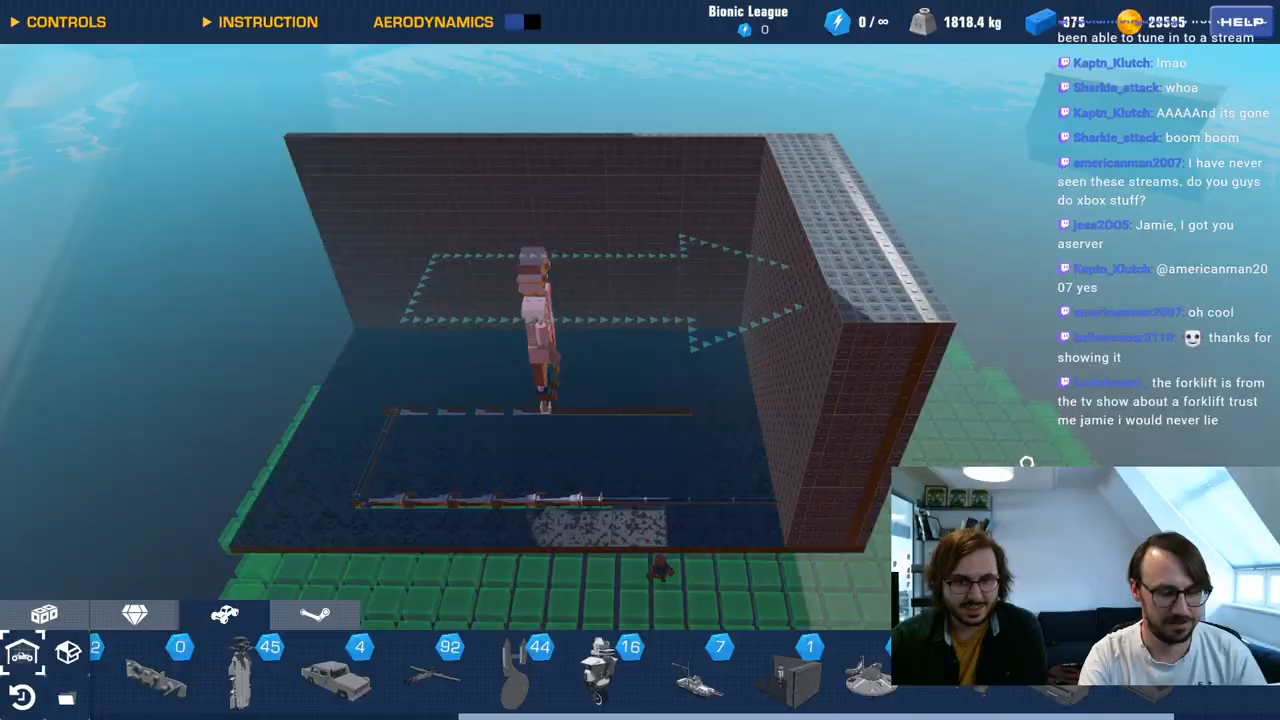 CONTROLS
INSTRUCTION
AERODYNAMICS
Bionic League
0
0 / ∞
1818.4 kg
375
HELP
been able to tune in to a stream
Kaptn_Klutch: lmao
Sharkie_attack: whoa
Kaptn_Klutch: AAAAAnd its gone
Sharkie_attack: boom boom
americanman2007: I have never
seen these streams. do you guys
do xbox stuff?
jess2005: Jamie, I got you
aserver
Kaptn_Klutch: @americanman20
07 yes
americanman2007: oh cool
thanks for
showing it
the forklift is from
the tv show about a forklift trust
me jamie i would never lie
2
0
45
4
92
44
16
7
1